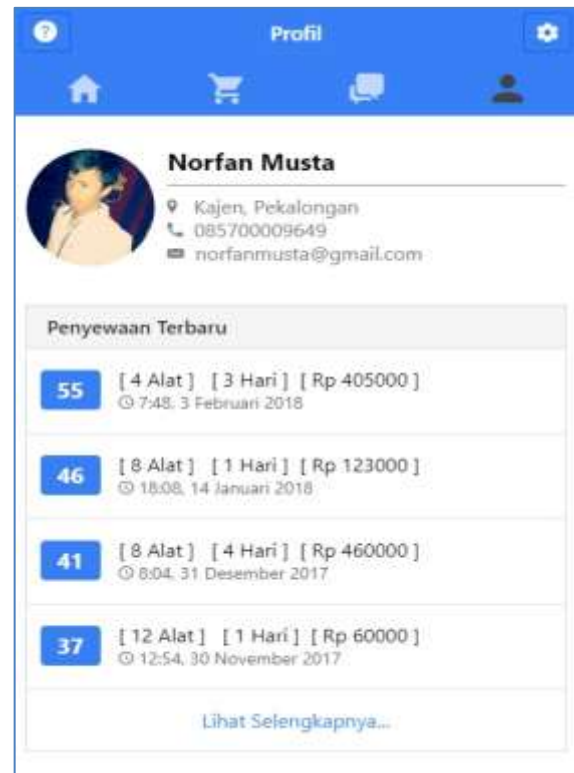 Profil
Norfan Musta
Kajen, Pekalongan
085700009649
norfanmusta@gmail.com
Penyewaan Terbaru
55
[ 4 Alat ] [ 3 Hari ] [ Rp 405000 ]
7:48, 3 Februari 2018
46
[ 8 Alat ] [ 1 Hari ] [ Rp 123000 ]
18:08, 14 Januari 2018
41
[ 8 Alat ] [ 4 Hari ] [ Rp 460000 ]
8:04, 31 Desember 2017
37
[ 12 Alat ] [ 1 Hari ] [ Rp 60000 ]
12:54, 30 November 2017
Lihat Selengkapnya...